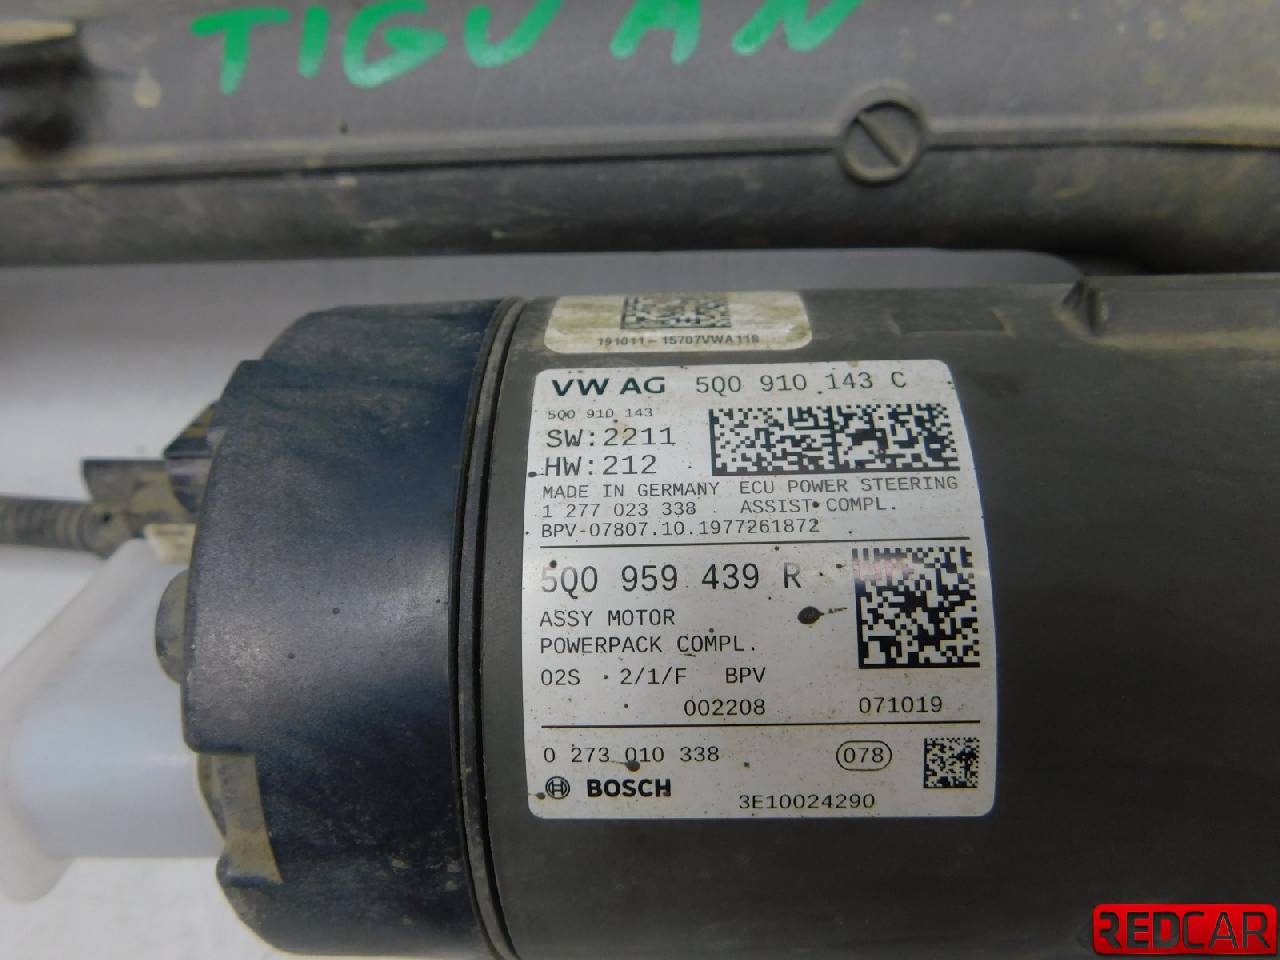 TIGUAN
191011-15707VWA118
VW AG 5Q0 910 143 C
5Q0 910 143
SW:2211
HW:212
MADE IN GERMANY ECU POWER STEERING
1 277 023 338 ASSIST COMPL.
BPV-07807.10.1977261872
5Q0 959 439 R
ASSY MOTOR
POWERPACK COMPL.
02S 2/1/F BPV
002208 071019
0 273 010 338 078
BOSCH
3E10024290
REDCAR